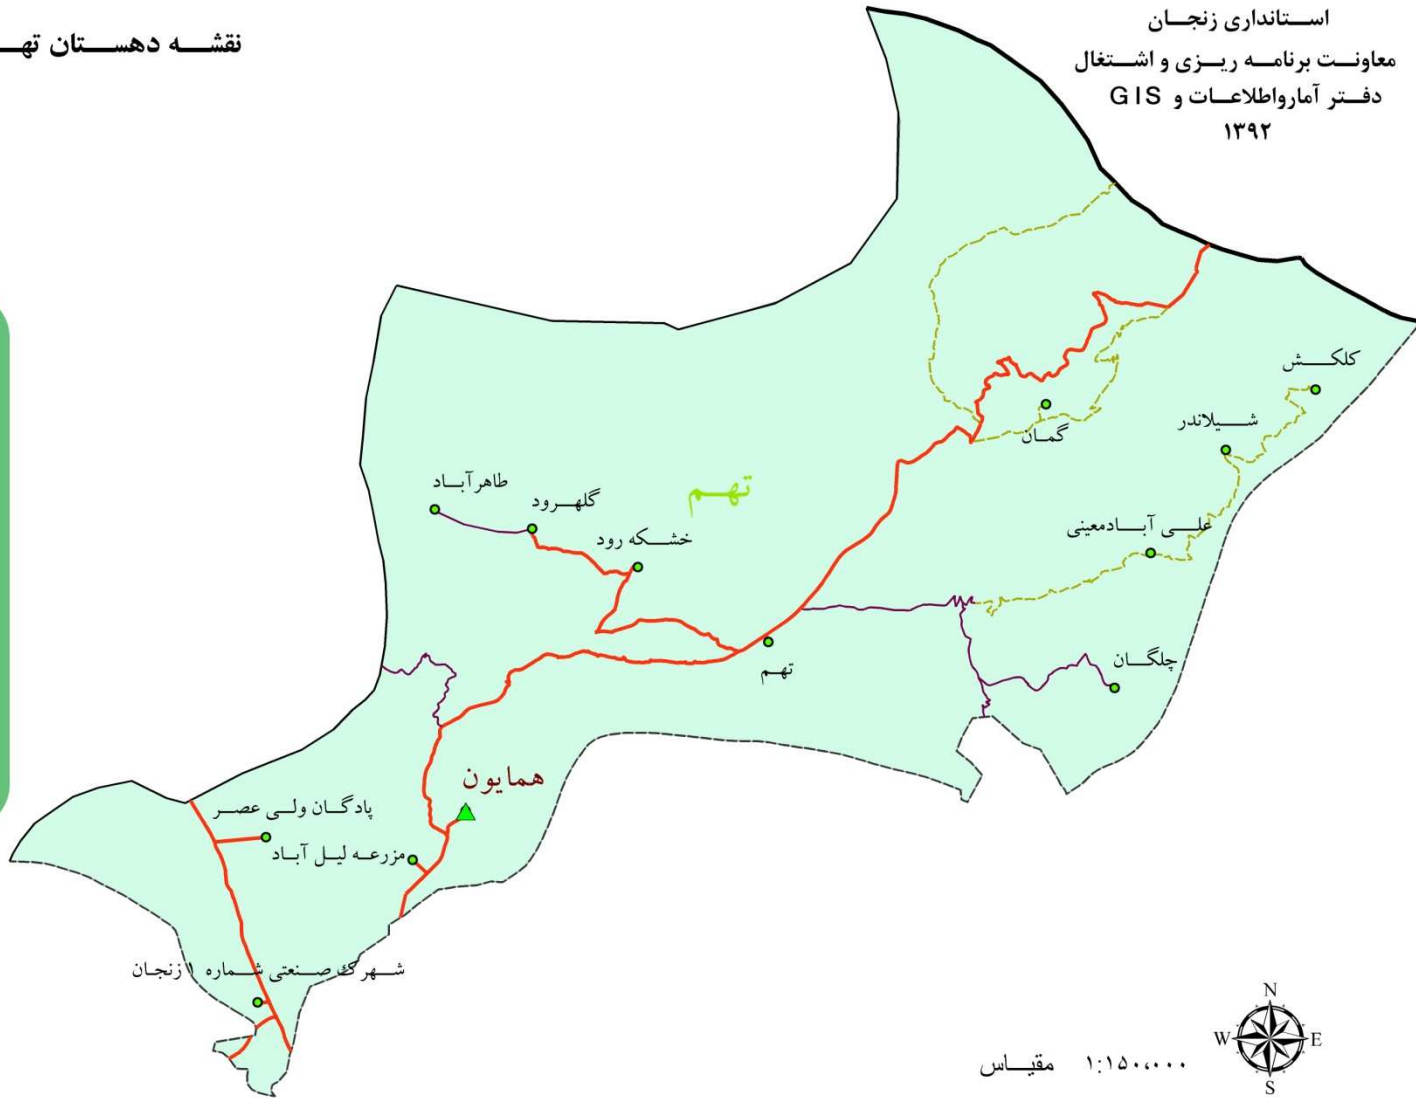 استانداری زنجان
معاونت برنامه ریزی و اشتغال
دفتر آمارواطلاعات و GIS
۱۳۹۲
نقشه دهستان تهـ
کلکش
شیلاندر
گمان
طاهرآباد
گلهرود
تهم
خشکه رود
علی آبادمعینی
چلگان
تهم
همایون
پادگان ولی عصر
مزرعه لیل آباد
شهرک صنعتی شماره ۱ زنجان
N
W E
S
مقیاس ۱:۱۵۰،۰۰۰